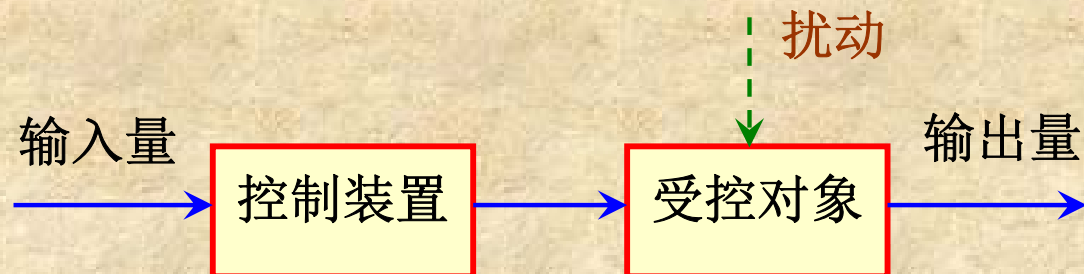 扰动
输入量
输出量
控制装置
受控对象